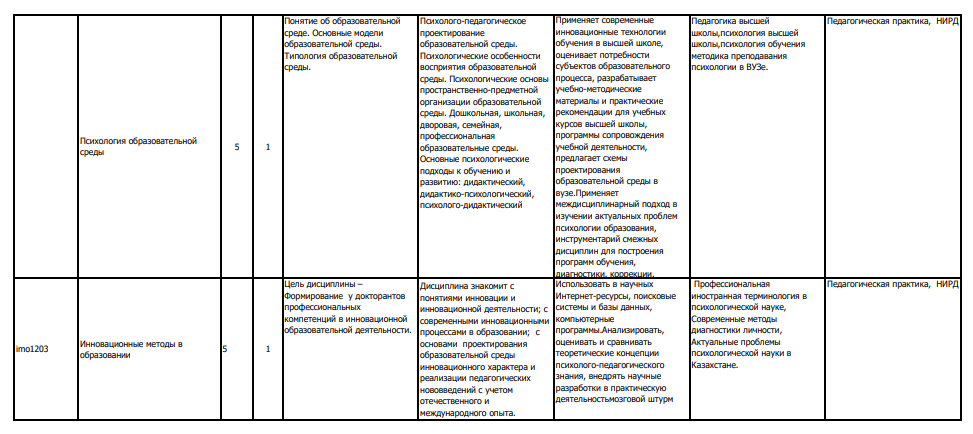 Психология образовательной
среды
5
1
Понятие об образовательной
среде. Основные модели
образовательной среды.
Типология образовательной
среды.
Психолого-педагогическое
проектирование
образовательной среды.
Психологические особенности
восприятия образовательной
среды. Психологические основы
пространственно-предметной
организации образовательной
среды. Дошкольная, школьная,
дворовая, семейная,
профессиональная
образовательные среды.
Основные психологические
подходы к обучению и
развитию: дидактический,
дидактико-психологический,
психолого-дидактический
Применяет современные
инновационные технологии
обучения в высшей школе,
оценивает потребности
субъектов образовательного
процесса, разрабатывает
учебно-методические
материалы и практические
рекомендации для учебных
курсов высшей школы,
программы сопровождения
учебной деятельности,
предлагает схемы
проектирования
образовательной среды в
вузе.Применяет
междисциплинарный подход в
изучении актуальных проблем
психологии образования,
инструментарий смежных
дисциплин для построения
программ обучения,
диагностики, коррекции,
Педагогика высшей
школы,психология высшей
школы,психология обучения
методика преподавания
психологии в ВУЗе.
Педагогическая практика, НИРД
imo1203
Инновационные методы в
образовании
5
1
Цель дисциплины –
Формирование у докторантов
профессиональных
компетенций в инновационной
образовательной деятельности.
Дисциплина знакомит с
понятиями инновации и
инновационной деятельности; с
современными инновационными
процессами в образовании; с
основами проектирования
образовательной среды
инновационного характера и
реализации педагогических
нововведений с учетом
отечественного и
международного опыта.
Использовать в научных
Интернет-ресурсы, поисковые
системы и базы данных,
компьютерные
программы.Анализировать,
оценивать и сравнивать
теоретические концепции
психолого-педагогического
знания, внедрять научные
разработки в практическую
деятельностьмозговой штурм
Профессиональная
иностранная терминология в
психологической науке,
Современные методы
диагностики личности,
Актуальные проблемы
психологической науки в
Казахстане.
Педагогическая практика, НИРД